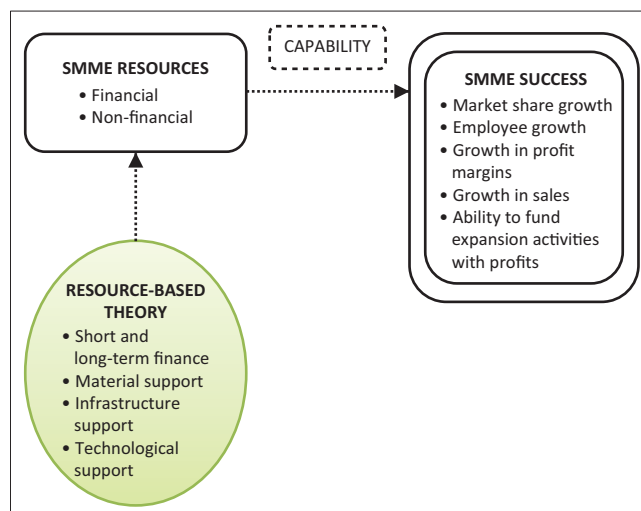 SMME RESOURCES
• Financial
• Non-financial
CAPABILITY
SMME SUCCESS
• Market share growth
• Employee growth
• Growth in profit
margins
• Growth in sales
• Ability to fund
expansion activities
with profits
RESOURCE-BASED
THEORY
• Short and
long-term finance
• Material support
• Infrastructure
support
• Technological
support